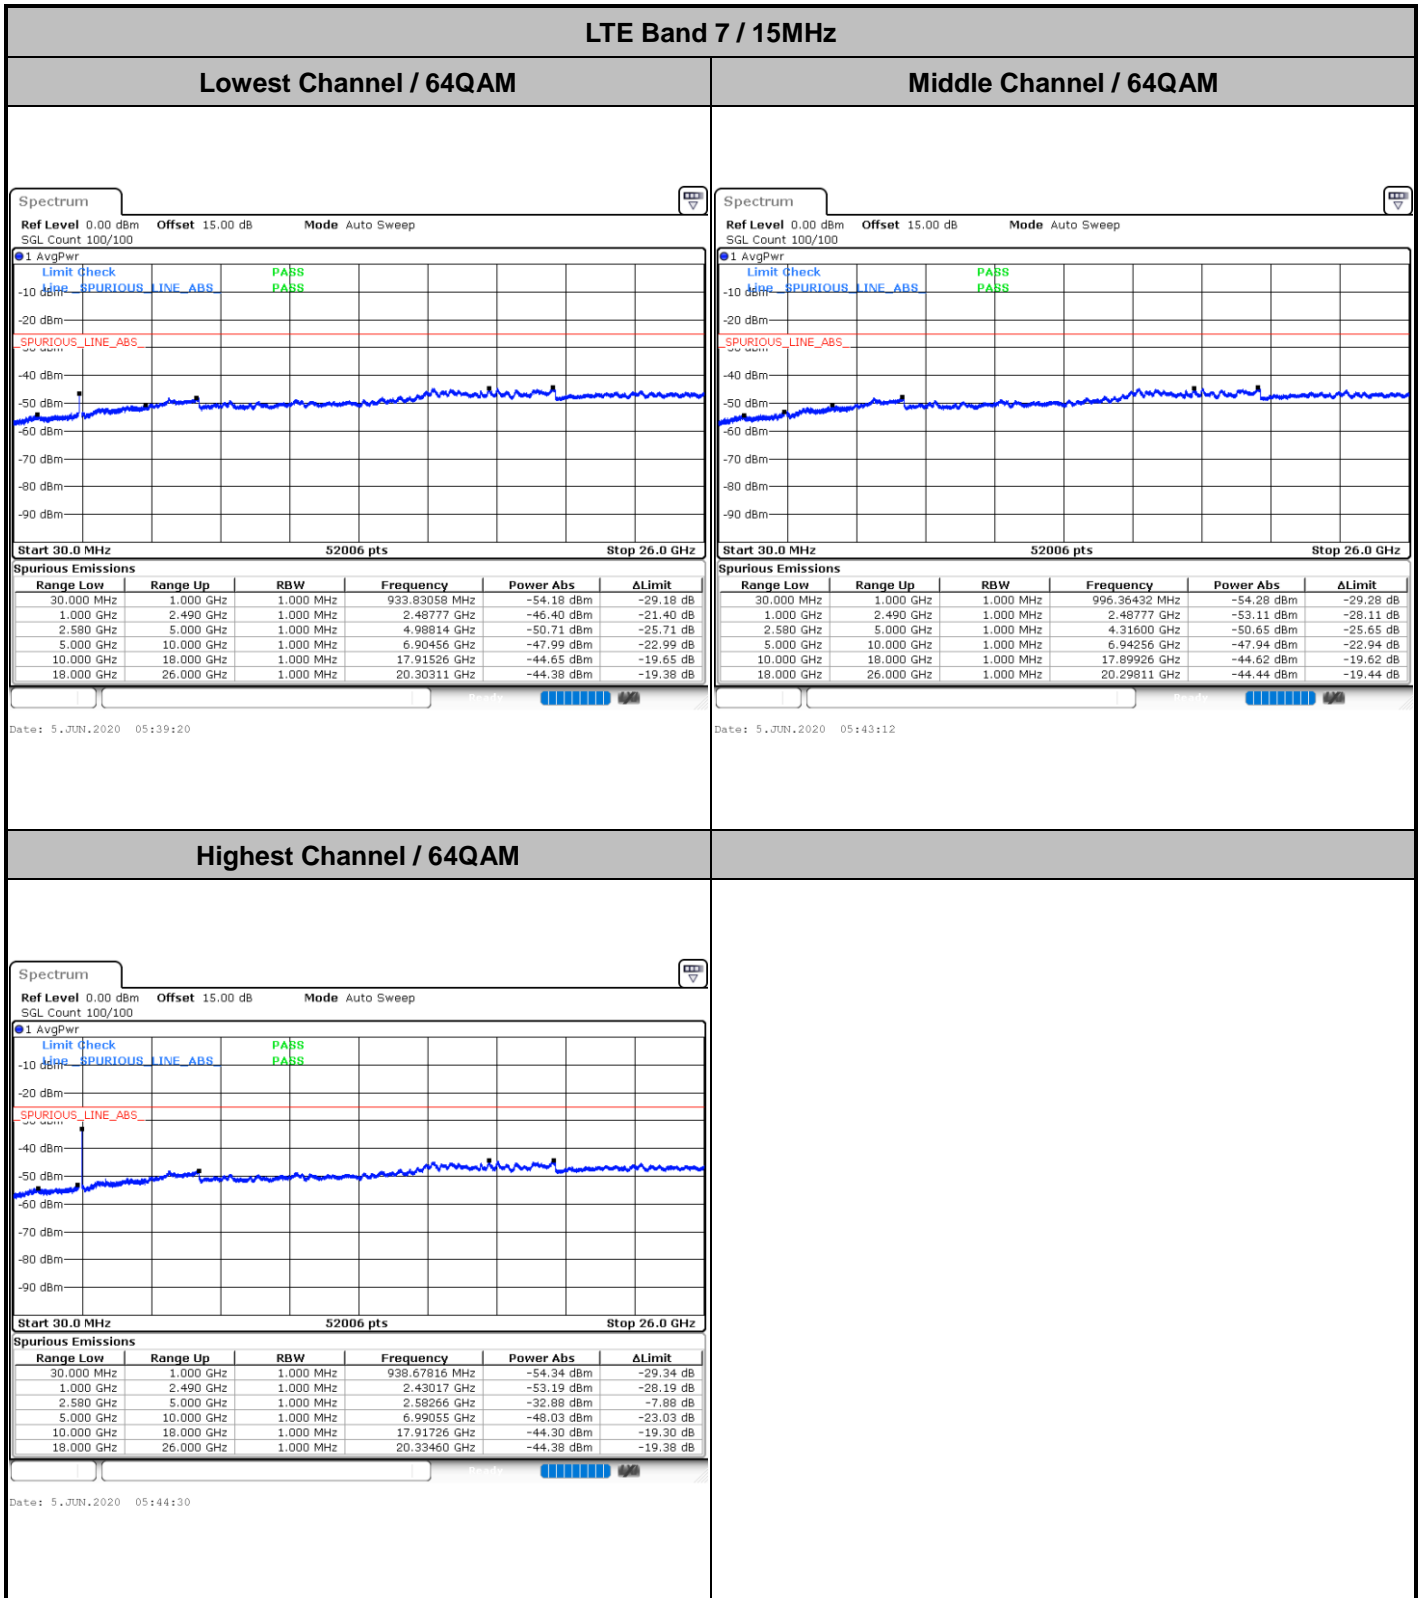 LTE Band 7 / 15MHz
Lowest Channel / 64QAM
Middle Channel / 64QAM
Spectrum
Ref Level 0.00 dBm Offset 15.00 dB Mode Auto Sweep
SGL Count 100/100
1 AvgPwr
Limit Check PASS
Line _SPURIOUS_LINE_ABS_ PASS
-10 dBm
-20 dBm
_SPURIOUS_LINE_ABS_
-30 dBm
-40 dBm
-50 dBm
-60 dBm
-70 dBm
-80 dBm
-90 dBm
Start 30.0 MHz 52006 pts Stop 26.0 GHz
Spurious Emissions
Range Low Range Up RBW Frequency Power Abs ΔLimit
30.000 MHz 1.000 GHz 1.000 MHz 933.83058 MHz -54.18 dBm -29.18 dB
1.000 GHz 2.490 GHz 1.000 MHz 2.48777 GHz -46.40 dBm -21.40 dB
2.580 GHz 5.000 GHz 1.000 MHz 4.98814 GHz -50.71 dBm -25.71 dB
5.000 GHz 10.000 GHz 1.000 MHz 6.90456 GHz -47.99 dBm -22.99 dB
10.000 GHz 18.000 GHz 1.000 MHz 17.91526 GHz -44.65 dBm -19.65 dB
18.000 GHz 26.000 GHz 1.000 MHz 20.30311 GHz -44.38 dBm -19.38 dB
Ready
Date: 5.JUN.2020 05:39:20
Spectrum
Ref Level 0.00 dBm Offset 15.00 dB Mode Auto Sweep
SGL Count 100/100
1 AvgPwr
Limit Check PASS
Line _SPURIOUS_LINE_ABS_ PASS
-10 dBm
-20 dBm
_SPURIOUS_LINE_ABS_
-30 dBm
-40 dBm
-50 dBm
-60 dBm
-70 dBm
-80 dBm
-90 dBm
Start 30.0 MHz 52006 pts Stop 26.0 GHz
Spurious Emissions
Range Low Range Up RBW Frequency Power Abs ΔLimit
30.000 MHz 1.000 GHz 1.000 MHz 996.36432 MHz -54.28 dBm -29.28 dB
1.000 GHz 2.490 GHz 1.000 MHz 2.48777 GHz -53.11 dBm -28.11 dB
2.580 GHz 5.000 GHz 1.000 MHz 4.31600 GHz -50.65 dBm -25.65 dB
5.000 GHz 10.000 GHz 1.000 MHz 6.94256 GHz -47.94 dBm -22.94 dB
10.000 GHz 18.000 GHz 1.000 MHz 17.89926 GHz -44.62 dBm -19.62 dB
18.000 GHz 26.000 GHz 1.000 MHz 20.29811 GHz -44.44 dBm -19.44 dB
Ready
Date: 5.JUN.2020 05:43:12
Highest Channel / 64QAM
Spectrum
Ref Level 0.00 dBm Offset 15.00 dB Mode Auto Sweep
SGL Count 100/100
1 AvgPwr
Limit Check PASS
Line _SPURIOUS_LINE_ABS_ PASS
-10 dBm
-20 dBm
_SPURIOUS_LINE_ABS_
-30 dBm
-40 dBm
-50 dBm
-60 dBm
-70 dBm
-80 dBm
-90 dBm
Start 30.0 MHz 52006 pts Stop 26.0 GHz
Spurious Emissions
Range Low Range Up RBW Frequency Power Abs ΔLimit
30.000 MHz 1.000 GHz 1.000 MHz 938.67816 MHz -54.34 dBm -29.34 dB
1.000 GHz 2.490 GHz 1.000 MHz 2.43017 GHz -53.19 dBm -28.19 dB
2.580 GHz 5.000 GHz 1.000 MHz 2.58266 GHz -32.88 dBm -7.88 dB
5.000 GHz 10.000 GHz 1.000 MHz 6.99055 GHz -48.03 dBm -23.03 dB
10.000 GHz 18.000 GHz 1.000 MHz 17.91726 GHz -44.30 dBm -19.30 dB
18.000 GHz 26.000 GHz 1.000 MHz 20.33460 GHz -44.38 dBm -19.38 dB
Ready
Date: 5.JUN.2020 05:44:30